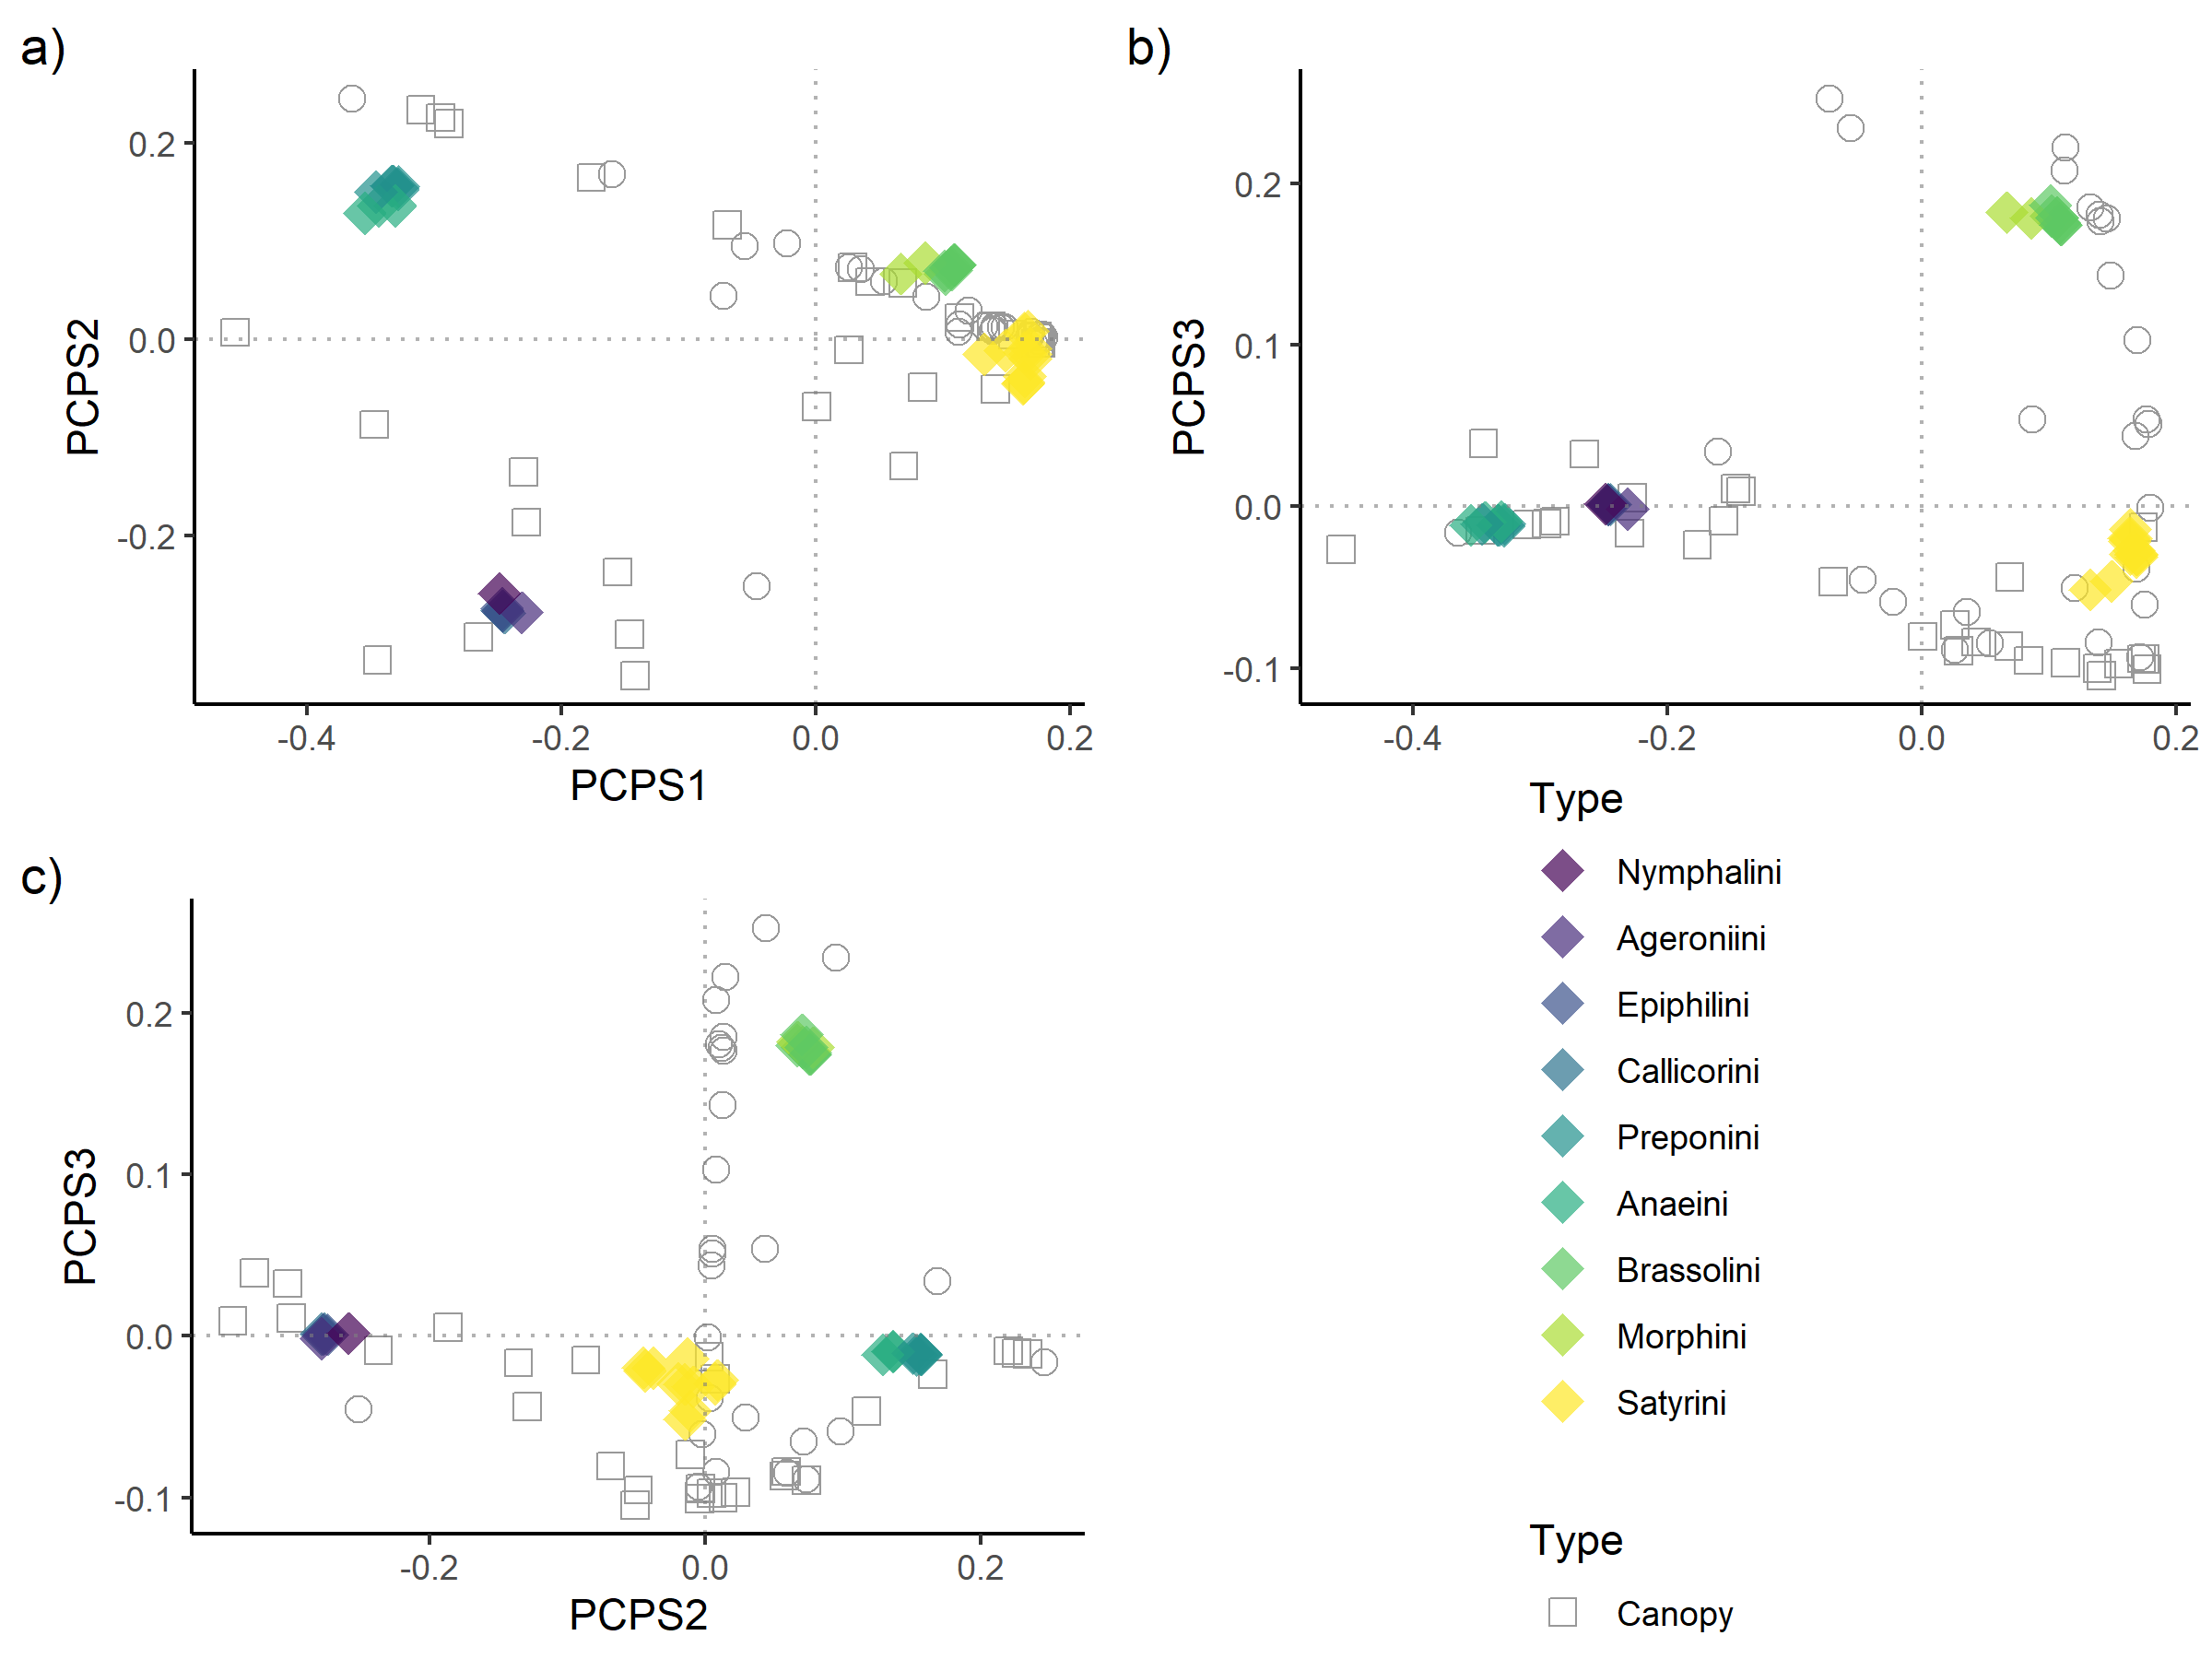 a)
0.2
0.0
-0.2
PCPS2
-0.4 -0.2 0.0 0.2
PCPS1
b)
0.2
0.1
0.0
-0.1
PCPS3
-0.4 -0.2 0.0 0.2
c)
0.2
0.1
0.0
-0.1
PCPS3
-0.2 0.0 0.2
PCPS2
Type
Nymphalini
Ageroniini
Epiphilini
Callicorini
Preponini
Anaeini
Brassolini
Morphini
Satyrini
Type
Canopy